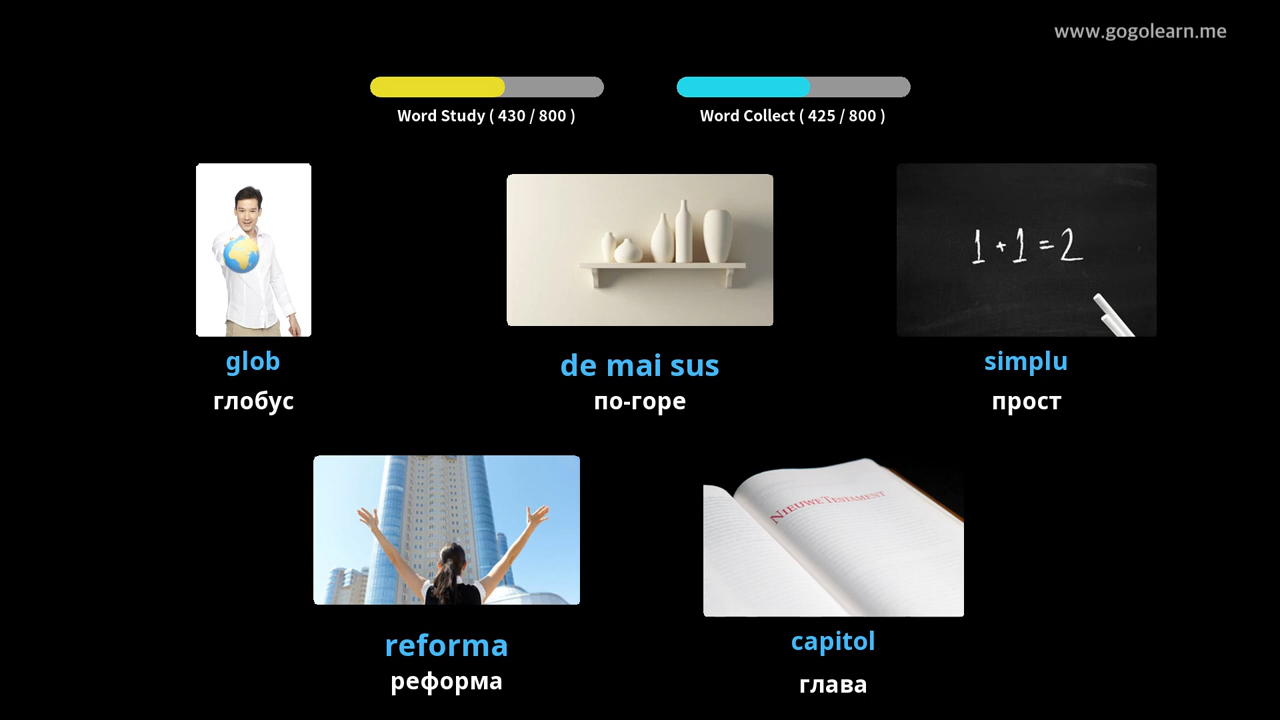 www.gogolearn.me
Word Study ( 430 / 800 )
Word Collect ( 425 / 800 )
1 + 1 = 2
glob
глобус
de mai sus
по-горе
simplu
прост
NIEUWE TESTAMENT
reforma
реформа
capitol
глава